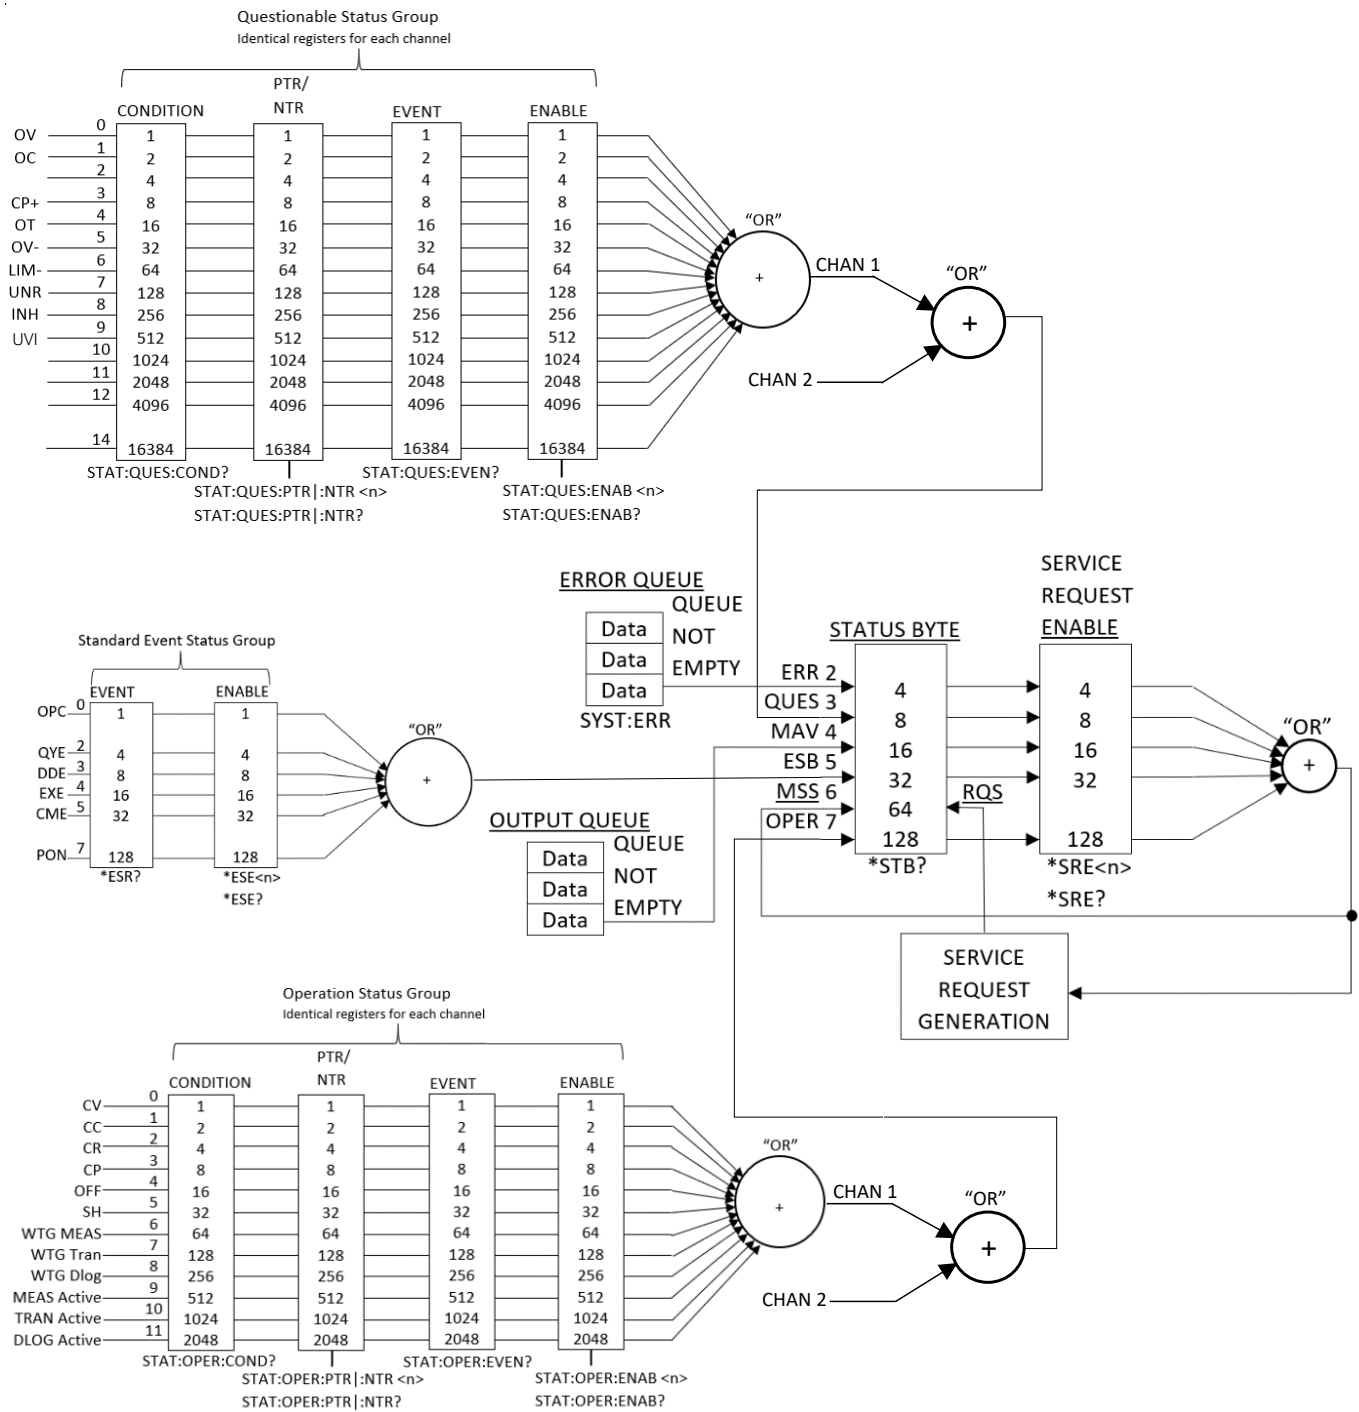 Questionable Status Group
Identical registers for each channel
PTR/
NTR
CONDITION
EVENT
ENABLE
OV 0 1 1 1 1
OC 1 2 2 2 2
2 4 4 4 4
CP+ 3 8 8 8 8
OT 4 16 16 16 16
OV- 5 32 32 32 32
LIM- 6 64 64 64 64
UNR 7 128 128 128 128
INH 8 256 256 256 256
UVI 9 512 512 512 512
10 1024 1024 1024 1024
11 2048 2048 2048 2048
12 4096 4096 4096 4096
14 16384 16384 16384 16384
STAT:QUES:COND?
STAT:QUES:PTR|:NTR <n>
STAT:QUES:PTR|:NTR?
STAT:QUES:EVEN?
STAT:QUES:ENAB <n>
STAT:QUES:ENAB?
“OR”
+
CHAN 1
“OR”
+
CHAN 2
ERROR QUEUE
QUEUE
NOT
EMPTY
Data
Data
Data
SYST:ERR
STATUS BYTE
SERVICE
REQUEST
ENABLE
ERR 2 4 4
QUES 3 8 8
MAV 4 16 16
ESB 5 32 32
MSS 6 64 RQS
OPER 7 128 128
*STB?
*SRE<n>
*SRE?
“OR”
+
Standard Event Status Group
EVENT
ENABLE
OPC 0 1 1
QYE 2 4 4
DDE 3 8 8
EXE 4 16 16
CME 5 32 32
PON 7 128 128
*ESR?
*ESE<n>
*ESE?
“OR”
+
OUTPUT QUEUE
QUEUE
NOT
EMPTY
Data
Data
Data
SERVICE
REQUEST
GENERATION
Operation Status Group
Identical registers for each channel
PTR/
NTR
CONDITION
EVENT
ENABLE
CV 0 1 1 1 1
CC 1 2 2 2 2
CR 2 4 4 4 4
CP 3 8 8 8 8
OFF 4 16 16 16 16
SH 5 32 32 32 32
WTG MEAS 6 64 64 64 64
WTG Tran 7 128 128 128 128
WTG Dlog 8 256 256 256 256
MEAS Active 9 512 512 512 512
TRAN Active 10 1024 1024 1024 1024
DLOG Active 11 2048 2048 2048 2048
STAT:OPER:COND?
STAT:OPER:PTR|:NTR <n>
STAT:OPER:PTR|:NTR?
STAT:OPER:EVEN?
STAT:OPER:ENAB <n>
STAT:OPER:ENAB?
“OR”
+
CHAN 1
“OR”
+
CHAN 2